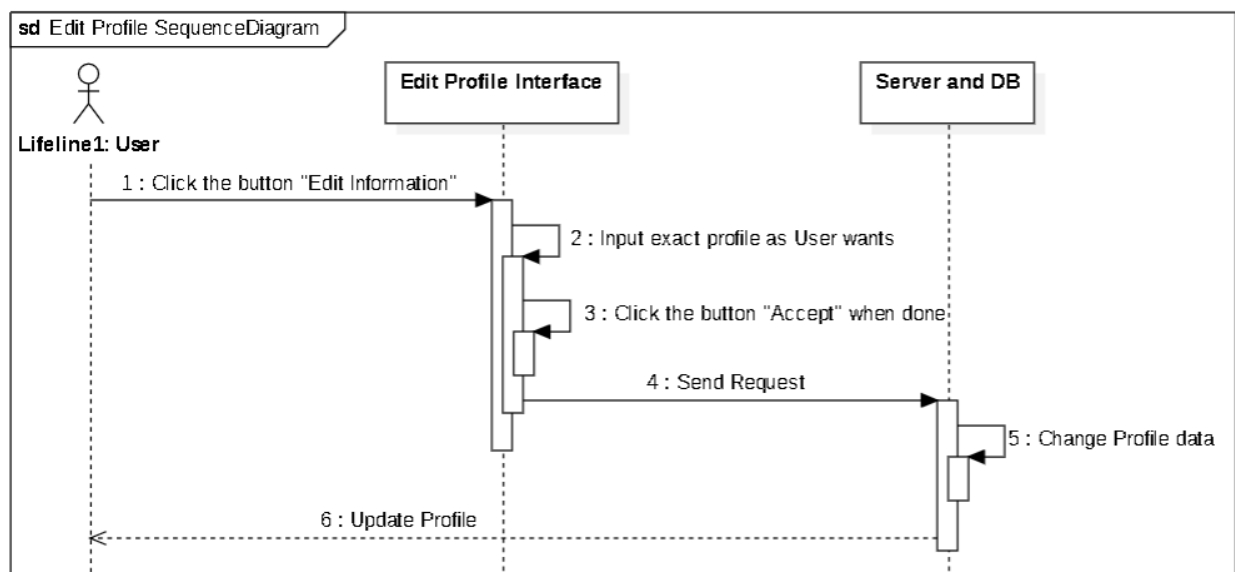 sd Edit Profile SequenceDiagram
Edit Profile Interface
Server and DB
Lifeline1: User
1 : Click the button "Edit Information"
2 : Input exact profile as User wants
3 : Click the button "Accept" when done
4 : Send Request
5 : Change Profile data
6 : Update Profile